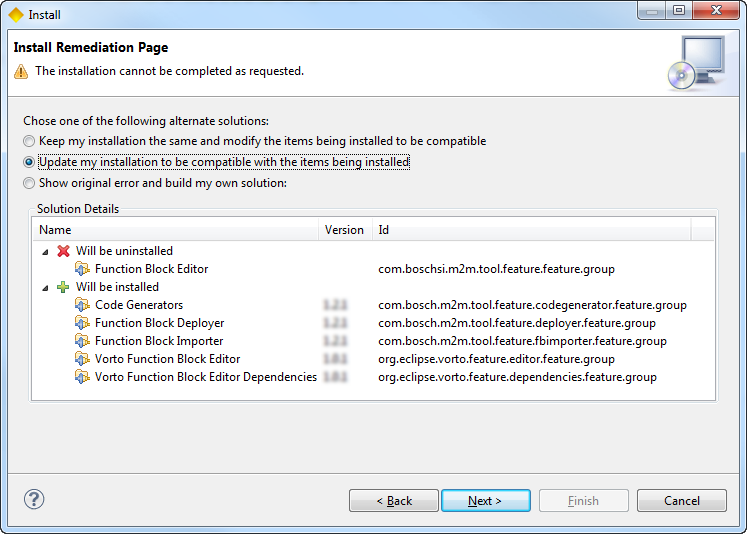 Install
Install Remediation Page
The installation cannot be completed as requested.
Chose one of the following alternate solutions:
Keep my installation the same and modify the items being installed to be compatible
Update my installation to be compatible with the items being installed
Show original error and build my own solution:
Solution Details
Name Version Id
Will be uninstalled
Function Block Editor com.boschsi.m2m.tool.feature.feature.group
Will be installed
Code Generators com.bosch.m2m.tool.feature.codegenerator.feature.group
Function Block Deployer com.bosch.m2m.tool.feature.deployer.feature.group
Function Block Importer com.bosch.m2m.tool.feature.fbimporter.feature.group
Vorto Function Block Editor org.eclipse.vorto.feature.editor.feature.group
Vorto Function Block Editor Dependencies org.eclipse.vorto.feature.dependencies.feature.group
? < Back Next > Finish Cancel